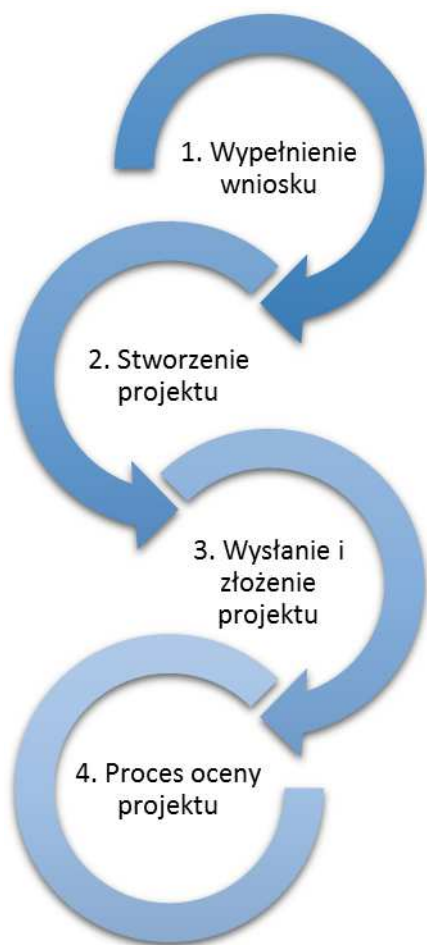 1. Wypełnienie
wniosku
2. Stworzenie
projektu
3. Wysłanie i
złożenie
projektu
4. Proces oceny
projektu